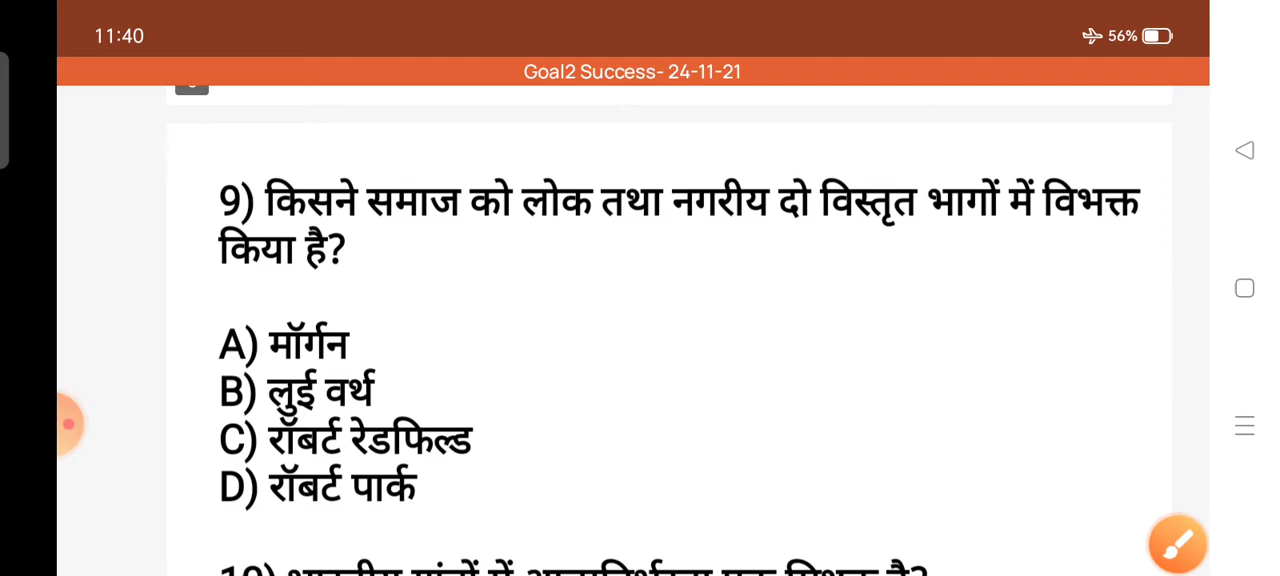 11:40
56%
Goal2 Success- 24-11-21
9) किसने समाज को लोक तथा नगरीय दो विस्तृत भागों में विभक्त
किया है?
A) मॉर्गन
B) लुई वर्थ
C) रॉबर्ट रेडफिल्ड
D) रॉबर्ट पार्क